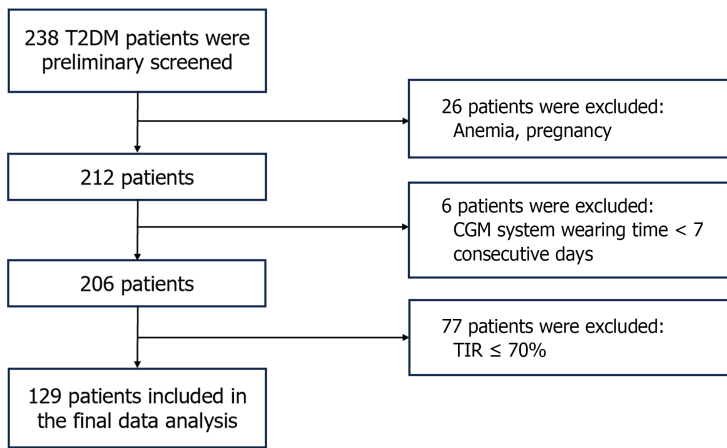 238 T2DM patients were
preliminary screened
26 patients were excluded:
Anemia, pregnancy
212 patients
6 patients were excluded:
CGM system wearing time < 7
consecutive days
206 patients
77 patients were excluded:
TIR ≤ 70%
129 patients included in
the final data analysis